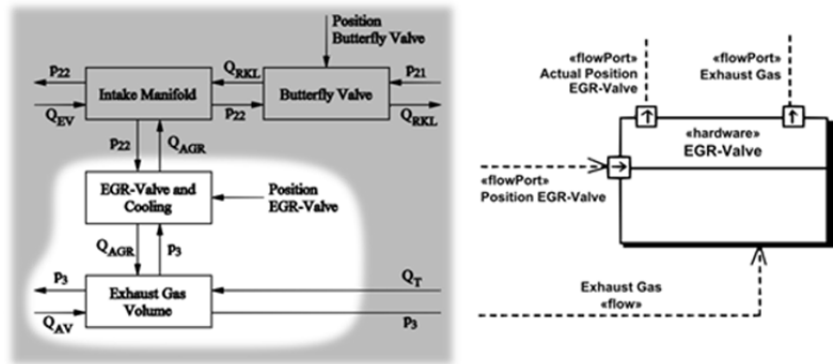 Position
Butterfly Valve
p22
QRKL
p21
Intake Manifold
Butterfly Valve
QEV
p22
QRKL
p22
QAGR
EGR-Valve and
Cooling
Position
EGR-Valve
QAGR
p3
p3
QT
Exhaust Gas
Volume
QAV
p3
«flowPort»
Actual Position
EGR-Valve
«flowPort»
Exhaust Gas
«hardware»
EGR-Valve
«flowPort»
Position EGR-Valve
Exhaust Gas
«flow»